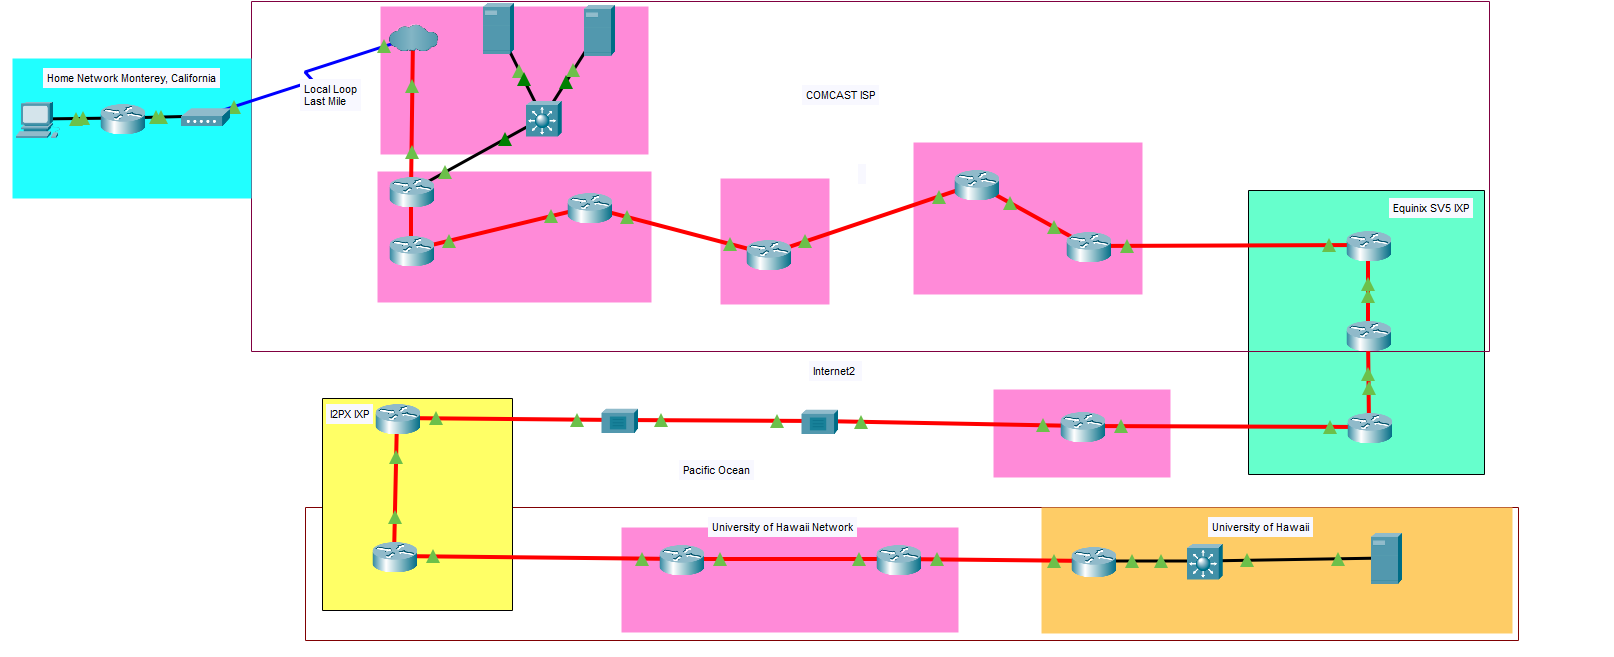 Home Network Monterey, California
Local Loop
Last Mile
COMCAST ISP
Equinix SV5 IXP
Internet2
I2PX IXP
Pacific Ocean
University of Hawaii Network
University of Hawaii